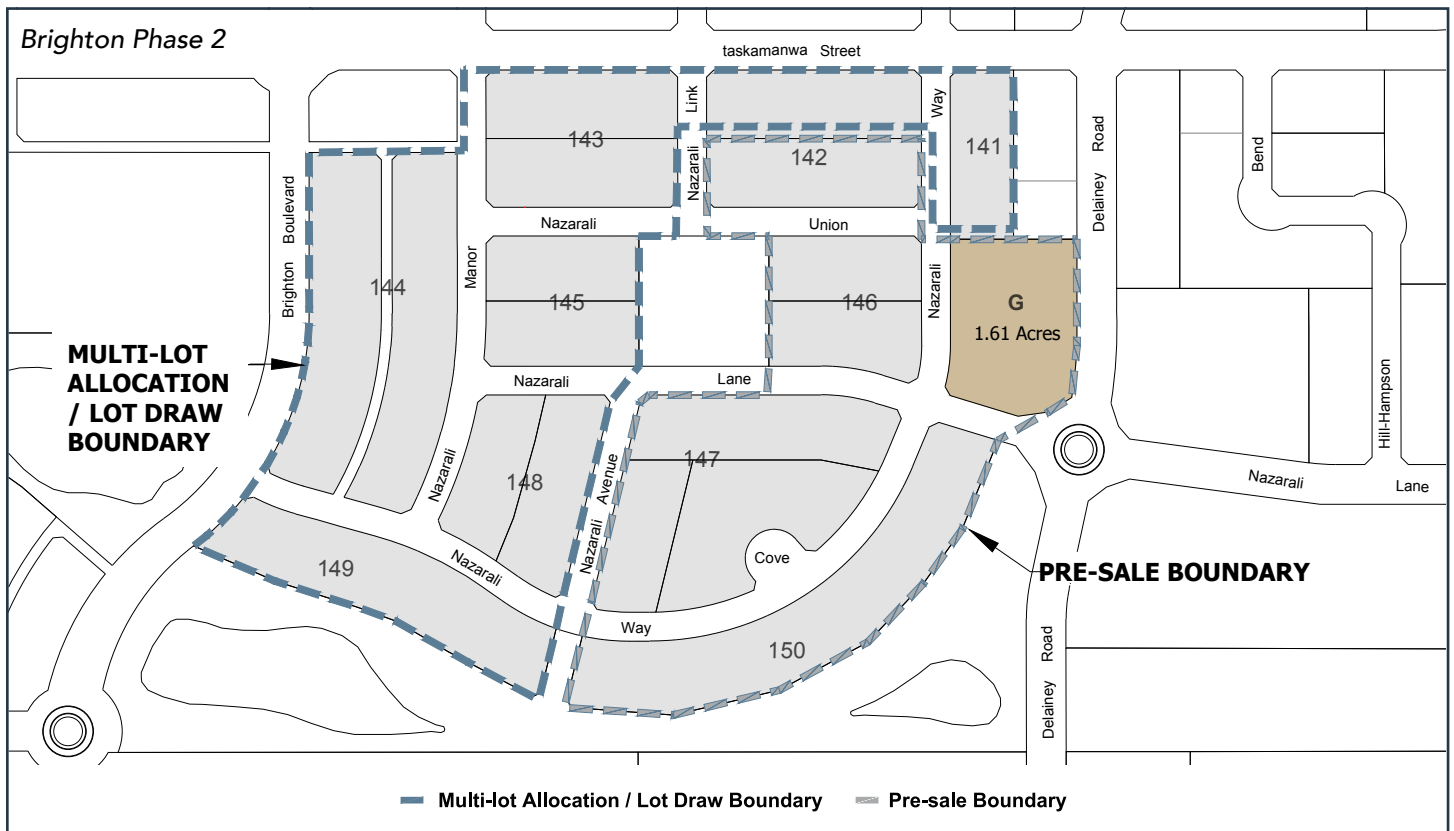 Brighton Phase 2
taskamanwa Street
Link
Way
143
142
141
Nazarali
Delainey Road
Bend
Brighton Boulevard
Nazarali
Union
Manor
144
145
146
Nazarali
G
1.61 Acres
MULTI-LOT
ALLOCATION
/ LOT DRAW
BOUNDARY
Nazarali
Lane
Hill-Hampson
147
148
Nazarali
Nazarali Avenue
Nazarali
Lane
Cove
149
Nazarali
Way
PRE-SALE BOUNDARY
150
Delainey Road
Multi-lot Allocation / Lot Draw Boundary
Pre-sale Boundary